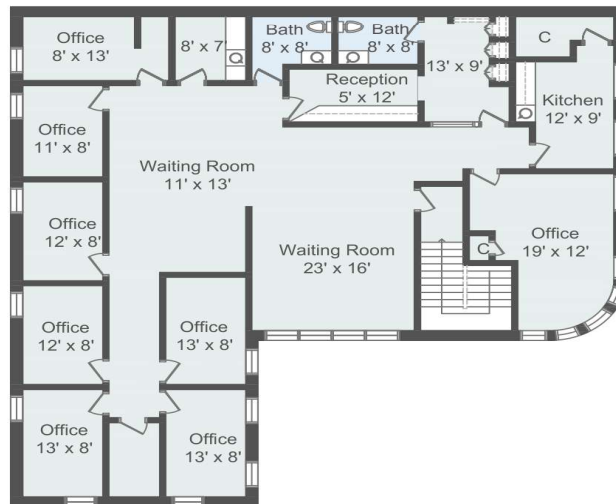 Office
8' x 13'
8' x 7'
Bath
8' x 8'
Bath
8' x 8'
13' x 9'
C
Reception
5' x 12'
Kitchen
12' x 9'
Office
11' x 8'
Waiting Room
11' x 13'
Office
12' x 8'
Waiting Room
23' x 16'
C
Office
19' x 12'
Office
12' x 8'
Office
13' x 8'
Office
13' x 8'
Office
13' x 8'